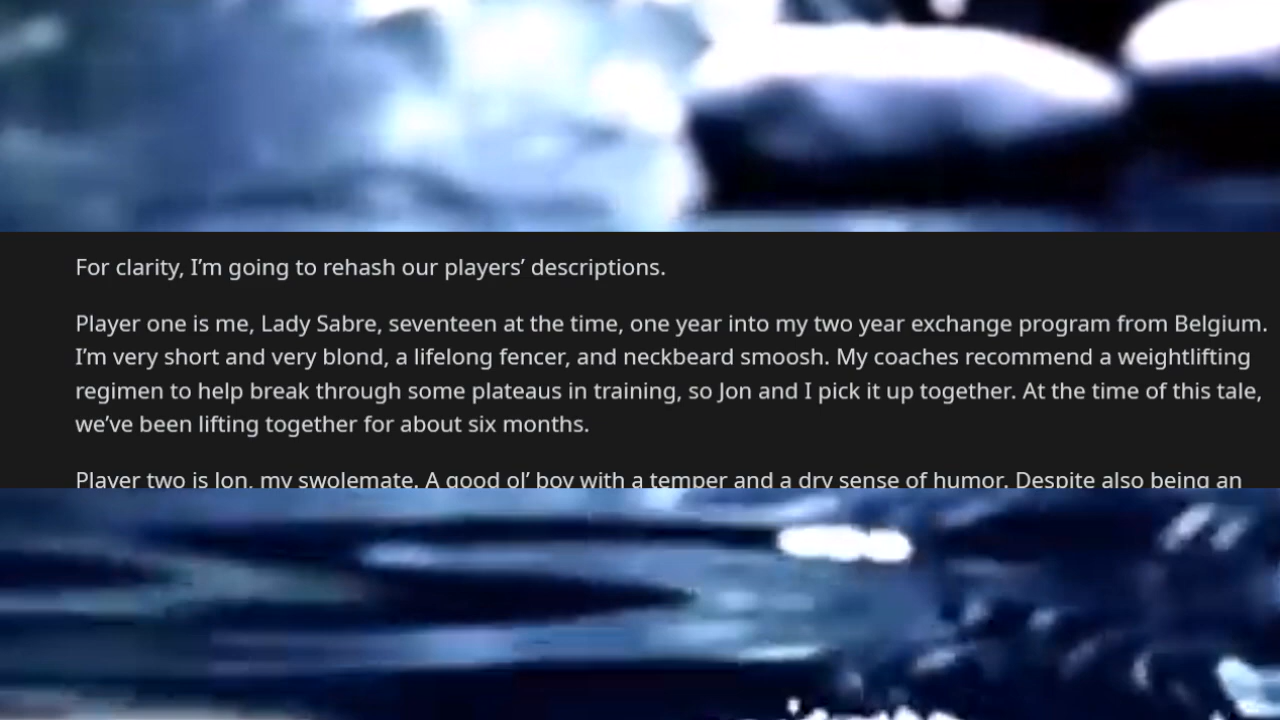 For clarity, I’m going to rehash our players’ descriptions.
Player one is me, Lady Sabre, seventeen at the time, one year into my two year exchange program from Belgium.
I’m very short and very blond, a lifelong fencer, and neckbeard smoosh. My coaches recommend a weightlifting
regimen to help break through some plateaus in training, so Jon and I pick it up together. At the time of this tale,
we’ve been lifting together for about six months.
Player two is Jon, my swolemate. A good ol’ boy with a temper and a dry sense of humor. Despite also being an